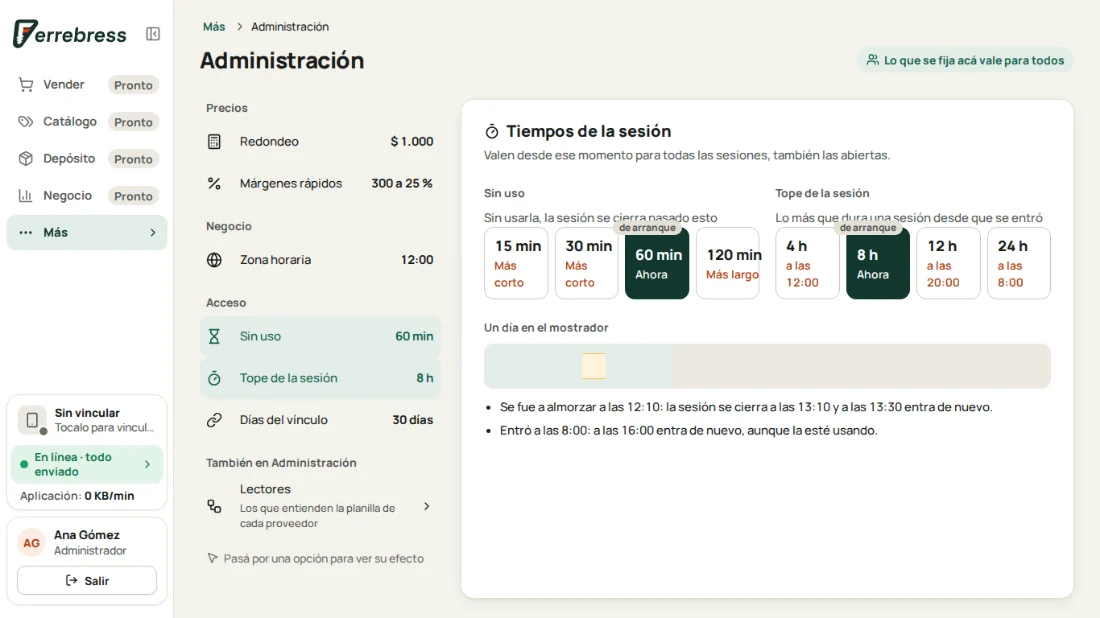 Ferrebress
Vender
Pronto
Catálogo
Pronto
Depósito
Pronto
Negocio
Pronto
Más
Sin vincular
Tocalo para vincul…
En línea · todo
enviado
Aplicación: 0 KB/min
AG
Ana Gómez
Administrador
Salir
Más > Administración
Administración
Lo que se fija acá vale para todos
Precios
Redondeo
$ 1.000
Márgenes rápidos
300 a 25 %
Negocio
Zona horaria
12:00
Acceso
Sin uso
60 min
Tope de la sesión
8 h
Días del vínculo
30 días
También en Administración
Lectores
Los que entienden la planilla de
cada proveedor
Pasá por una opción para ver su efecto
Tiempos de la sesión
Valen desde ese momento para todas las sesiones, también las abiertas.
Sin uso
Sin usarla, la sesión se cierra pasado esto
15 min
Más
corto
30 min
Más
corto
de arranque
60 min
Ahora
120 min
Más largo
Tope de la sesión
Lo más que dura una sesión desde que se entró
4 h
a las
12:00
de arranque
8 h
Ahora
12 h
a las
20:00
24 h
a las
8:00
Un día en el mostrador
• Se fue a almorzar a las 12:10: la sesión se cierra a las 13:10 y a las 13:30 entra de nuevo.
• Entró a las 8:00: a las 16:00 entra de nuevo, aunque la esté usando.